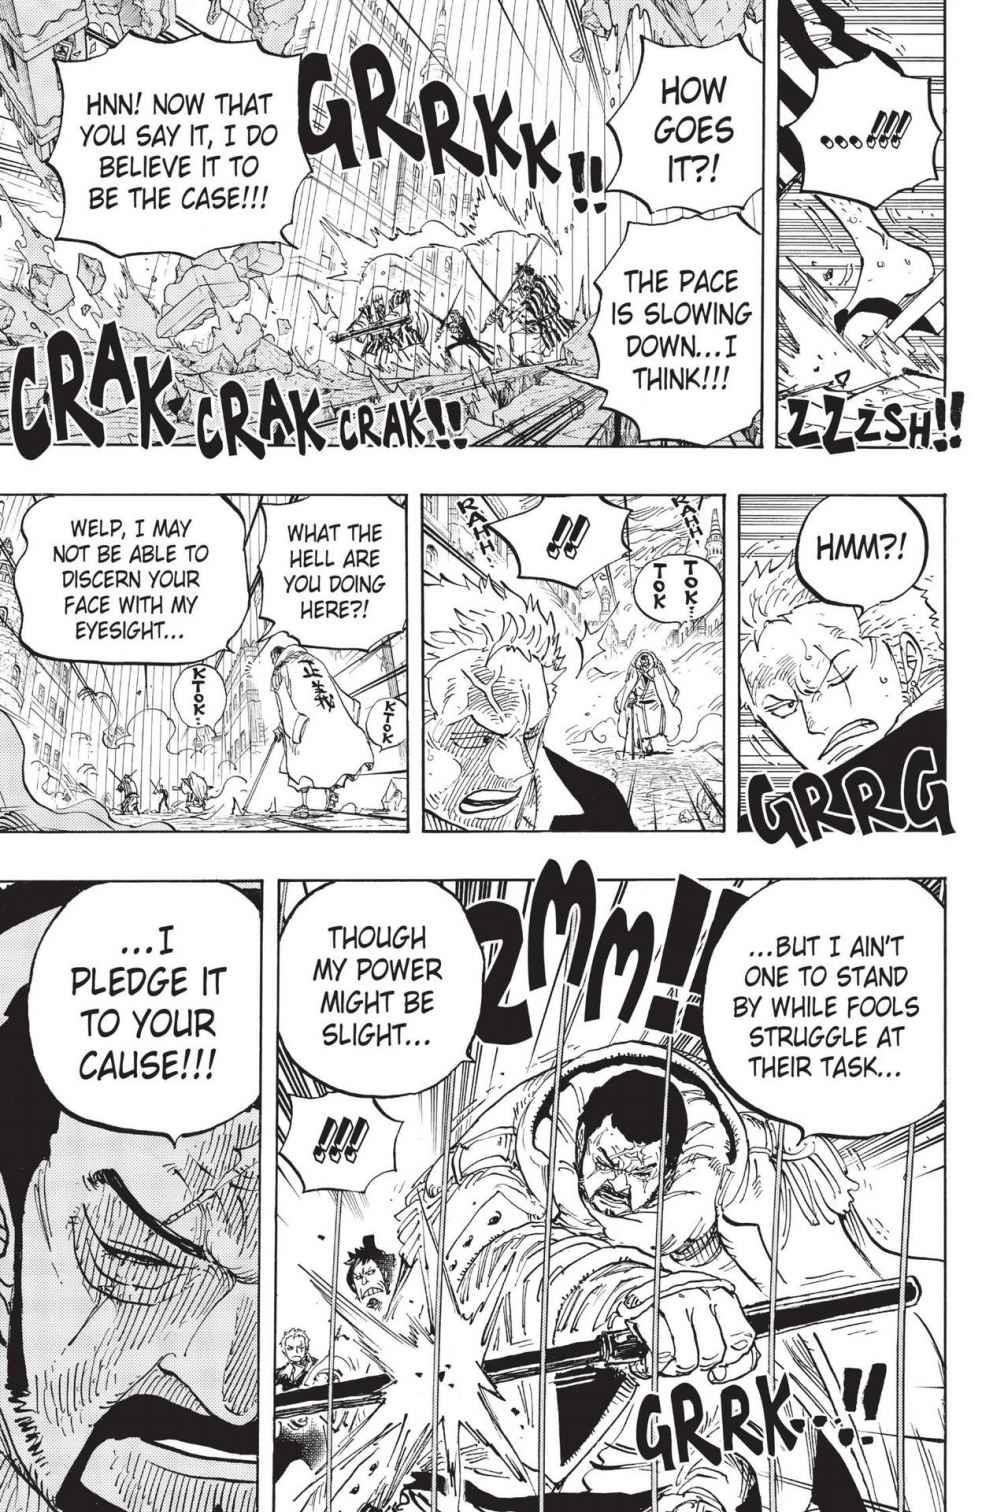 ...!!!
ZZZSH!!
HOW
GOES
IT?!
THE PACE
IS SLOWING
DOWN...I
THINK!!!
GRRKK!!
HNN! NOW THAT
YOU SAY IT, I DO
BELIEVE IT TO
BE THE CASE!!!
CRAK CRAK CRAK!!
HMM?!
GRRG
RAHH!
TOK...
TOK
!!
RAHH!
WHAT THE
HELL ARE
YOU DOING
HERE?!
正義
KTOK
WELP, I MAY
NOT BE ABLE TO
DISCERN YOUR
FACE WITH MY
EYESIGHT...
KTOK...
...BUT I AIN'T
ONE TO STAND
BY WHILE FOOLS
STRUGGLE AT
THEIR TASK...
ZMM!!
THOUGH
MY POWER
MIGHT BE
SLIGHT...
!!!
GRRK...!!
...I
PLEDGE IT
TO YOUR
CAUSE!!!